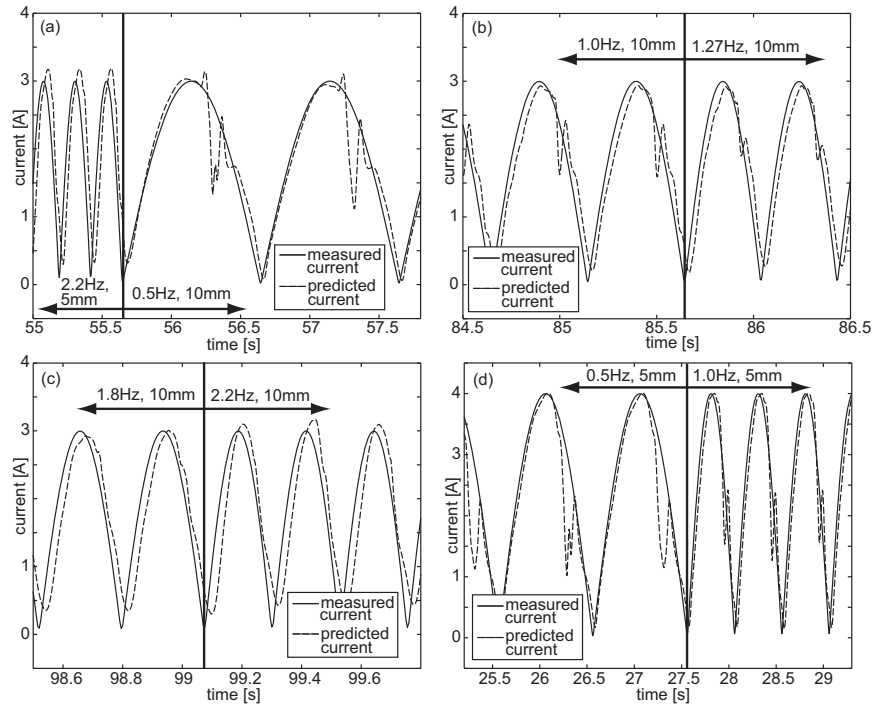 (a)
4
3
2
1
0
current [A]
2.2Hz,
5mm
0.5Hz, 10mm
measured
current
predicted
current
55
55.5
56
56.5
57
57.5
time [s]
(b)
1.0Hz, 10mm
1.27Hz, 10mm
4
3
2
1
0
current [A]
measured
current
predicted
current
84.5
85
85.5
86
86.5
time [s]
(c)
1.8Hz, 10mm
2.2Hz, 10mm
4
3
2
1
0
current [A]
measured
current
predicted
current
98.6
98.8
99
99.2
99.4
99.6
time [s]
(d)
0.5Hz, 5mm
1.0Hz, 5mm
4
3
2
1
0
current [A]
measured
current
predicted
current
25.5
26
26.5
27
27.5
28
28.5
29
time [s]